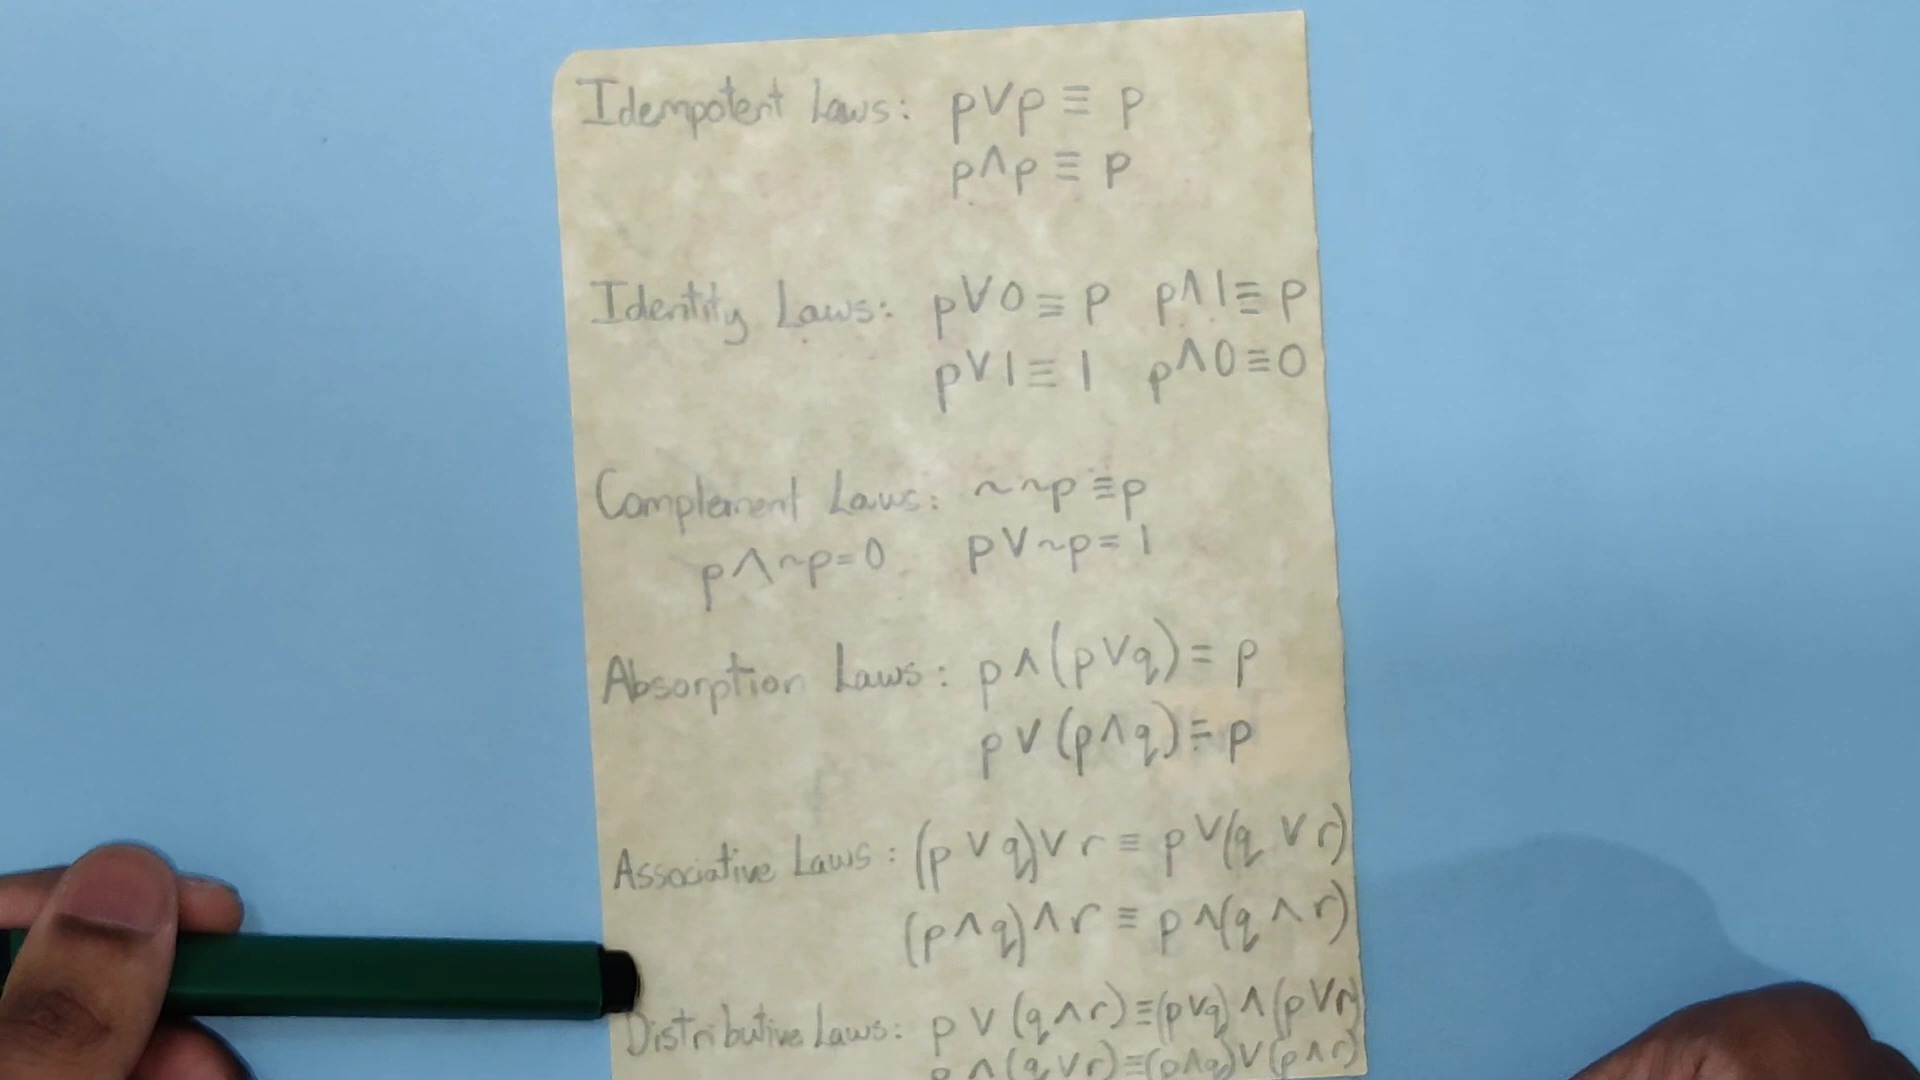 Idempotent Laws: p∨p ≡ p
p∧p ≡ p
Identity Laws: p∨0 ≡ p p∧1 ≡ p
p∨1 ≡ 1 p∧0 ≡ 0
Complement Laws: ~~p ≡ p
p∧~p=0 p∨~p=1
Absorption Laws: p∧(p∨q) ≡ p
p∨(p∧q) ≡ p
Associative Laws: (p∨q)∨r ≡ p∨(q∨r)
(p∧q)∧r ≡ p∧(q∧r)
Distributive Laws: p∨(q∧r)≡(p∨q)∧(p∨r)
p∧(q∨r)≡(p∧q)∨(p∧r)